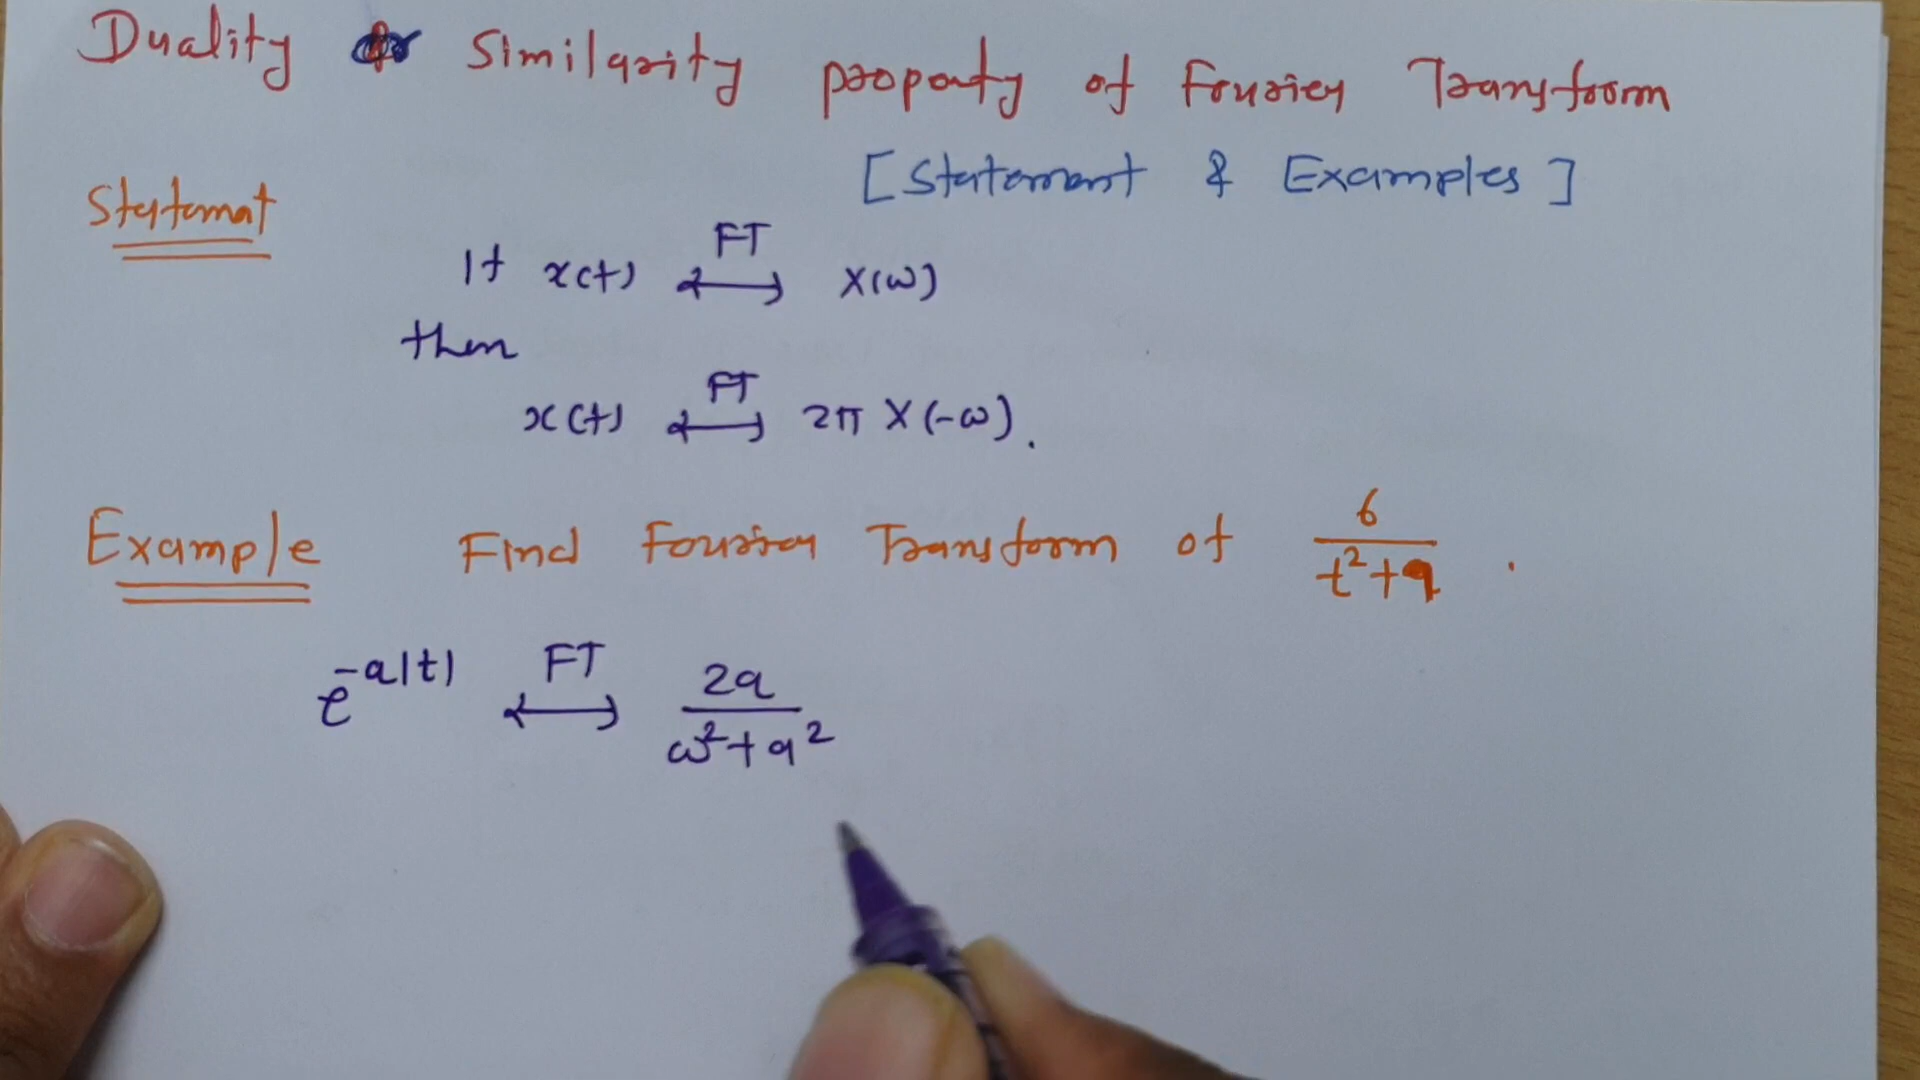 Duality or Similarity property of Fourier Transform
[Statement & Examples]
Statemat
If x(t) FT ⟷ X(ω)
then
x(t) FT ⟷ 2π X(-ω).
Example Find Fourier Transform of 6/(t²+9).
e^{-a|t|} FT ⟷ 2a/(ω²+a²)